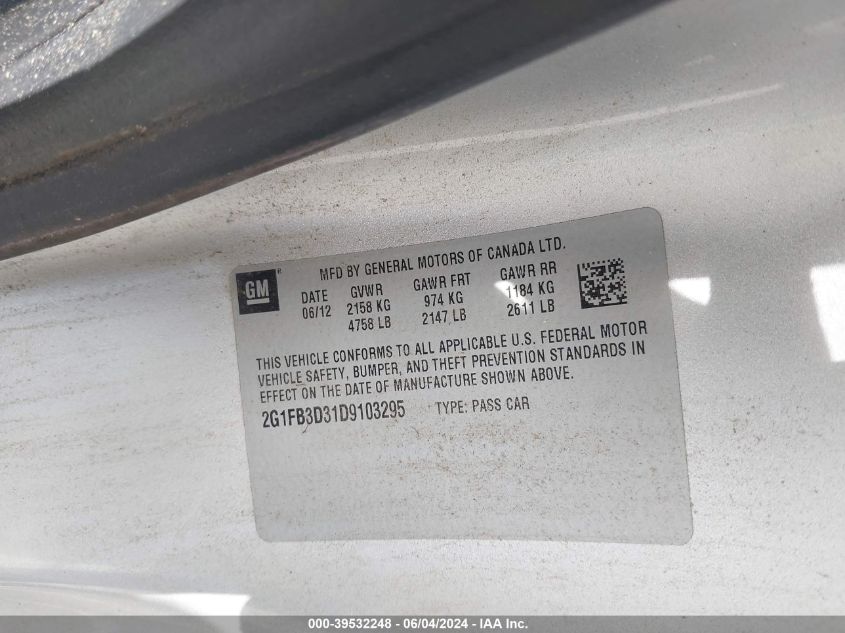 MFD BY GENERAL MOTORS OF CANADA LTD.
GM®
DATE GVWR GAWR FRT GAWR RR
06/12 2158 KG 974 KG 1184 KG
4758 LB 2147 LB 2611 LB
THIS VEHICLE CONFORMS TO ALL APPLICABLE U.S. FEDERAL MOTOR
VEHICLE SAFETY, BUMPER, AND THEFT PREVENTION STANDARDS IN
EFFECT ON THE DATE OF MANUFACTURE SHOWN ABOVE.
2G1FB3D31D9103295 TYPE: PASS CAR
000-39532248 - 06/04/2024 - IAA Inc.